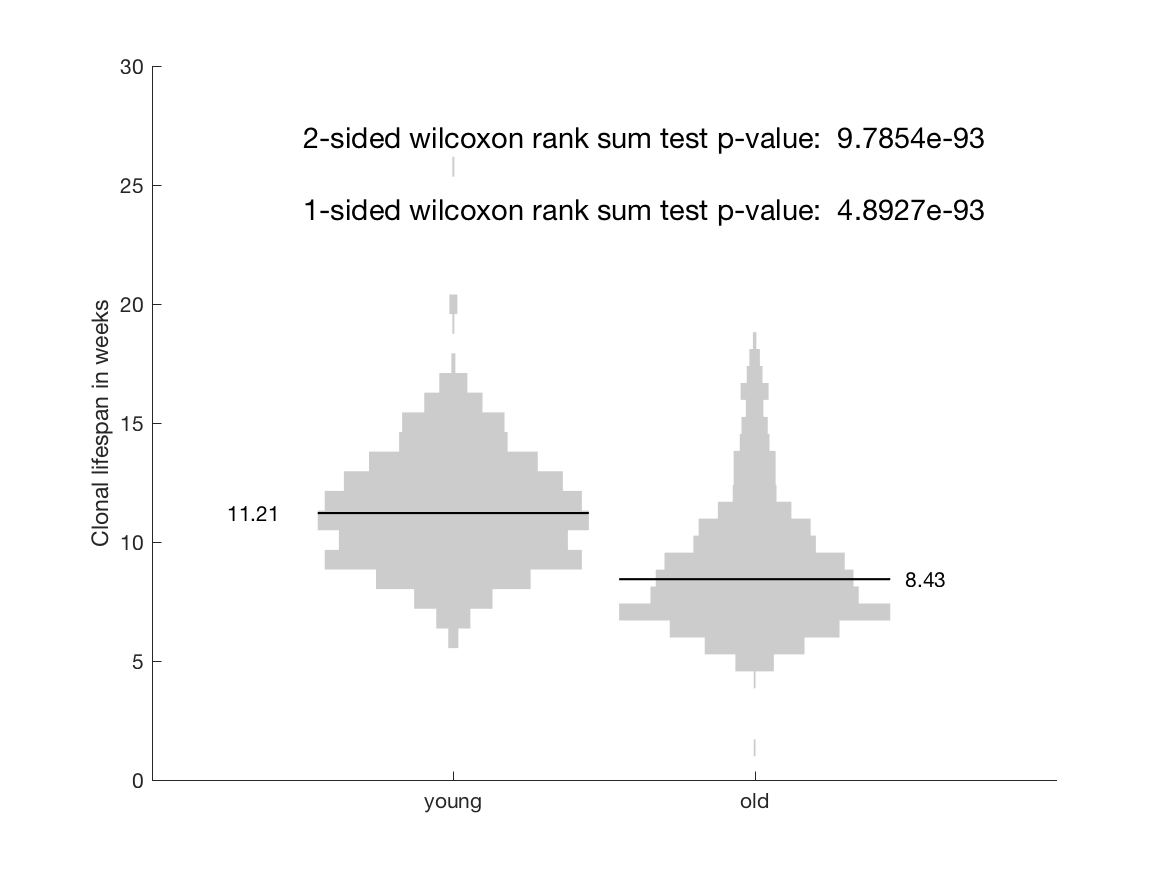 30
2-sided wilcoxon rank sum test p-value: 9.7854e-93
25
1-sided wilcoxon rank sum test p-value: 4.8927e-93
20
Clonal lifespan in weeks
15
11.21
10
8.43
5
0
young old